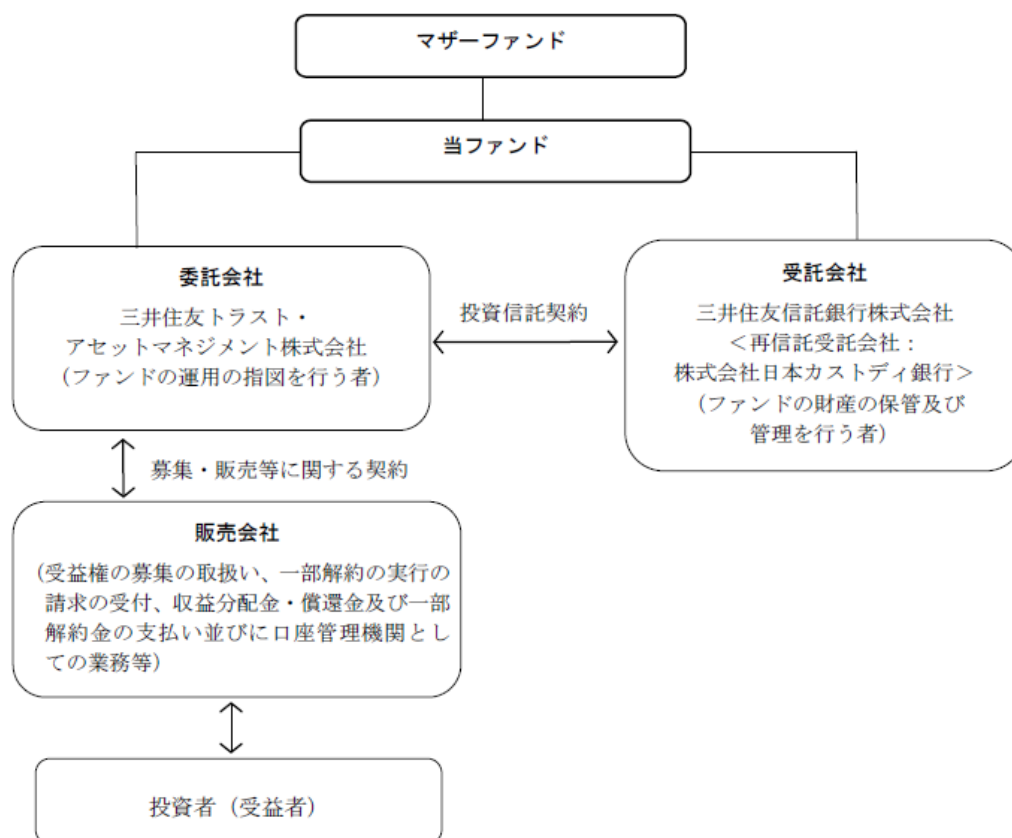 マザーファンド
当ファンド
委託会社
三井住友トラスト・
アセットマネジメント株式会社
(ファンドの運用の指図を行う者)
投資信託契約
受託会社
三井住友信託銀行株式会社
<再信託受託会社:
株式会社日本カストディ銀行>
(ファンドの財産の保管及び
管理を行う者)
募集・販売等に関する契約
販売会社
(受益権の募集の取扱い、一部解約の実行の
請求の受付、収益分配金・償還金及び一部
解約金の支払い並びに口座管理機関とし
ての業務等)
投資者(受益者)